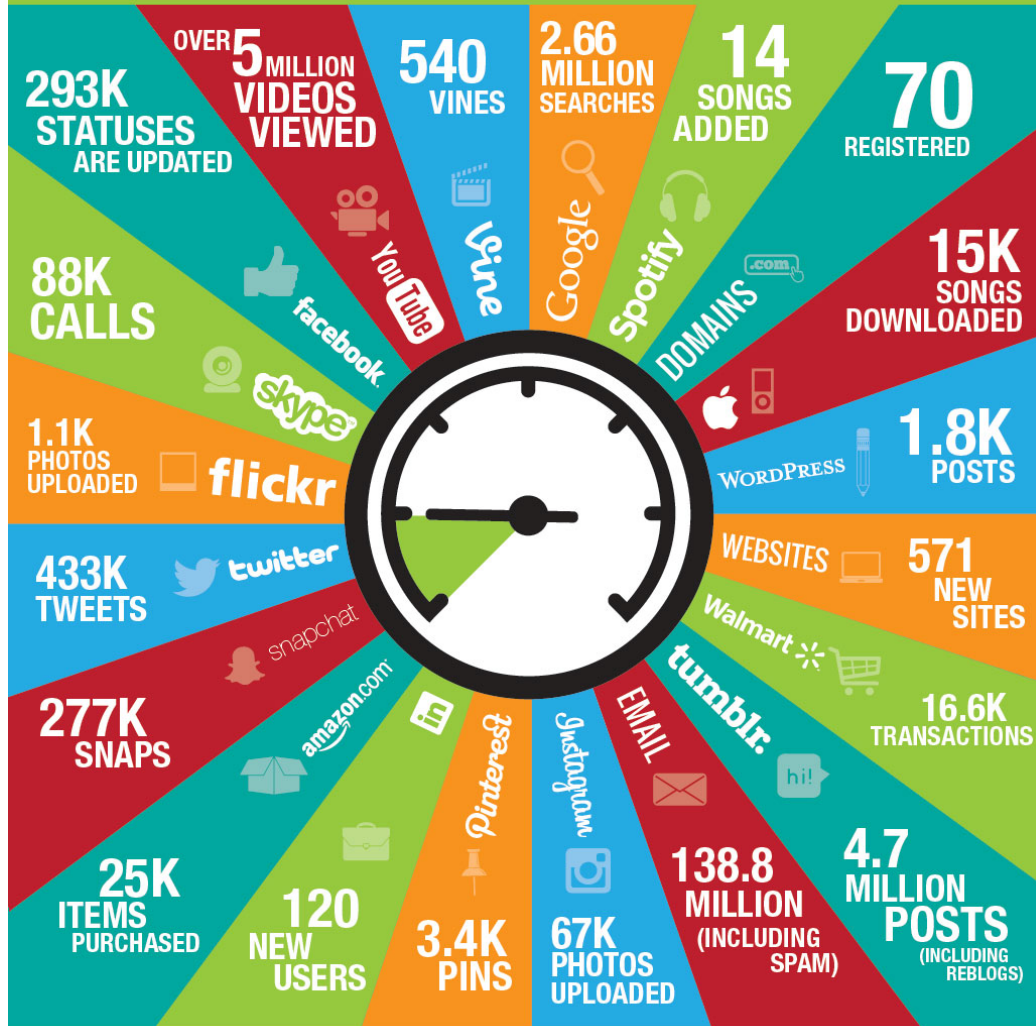 OVER 5 MILLION
VIDEOS
VIEWED
YouTube
540
VINES
Vine
2.66
MILLION
SEARCHES
Google
14
SONGS
ADDED
Spotify
70
REGISTERED
.com
DOMAINS
15K
SONGS
DOWNLOADED
1.8K
POSTS
WORDPRESS
571
NEW
SITES
WEBSITES
16.6K
TRANSACTIONS
Walmart
4.7
MILLION
POSTS
(INCLUDING
REBLOGS)
hi!
tumblr.
138.8
MILLION
(INCLUDING
SPAM)
EMAIL
67K
PHOTOS
UPLOADED
Instagram
3.4K
PINS
Pinterest
120
NEW
USERS
in
25K
ITEMS
PURCHASED
amazon.com
277K
SNAPS
snapchat
433K
TWEETS
twitter
1.1K
PHOTOS
UPLOADED
flickr
88K
CALLS
skype
293K
STATUSES
ARE UPDATED
facebook.